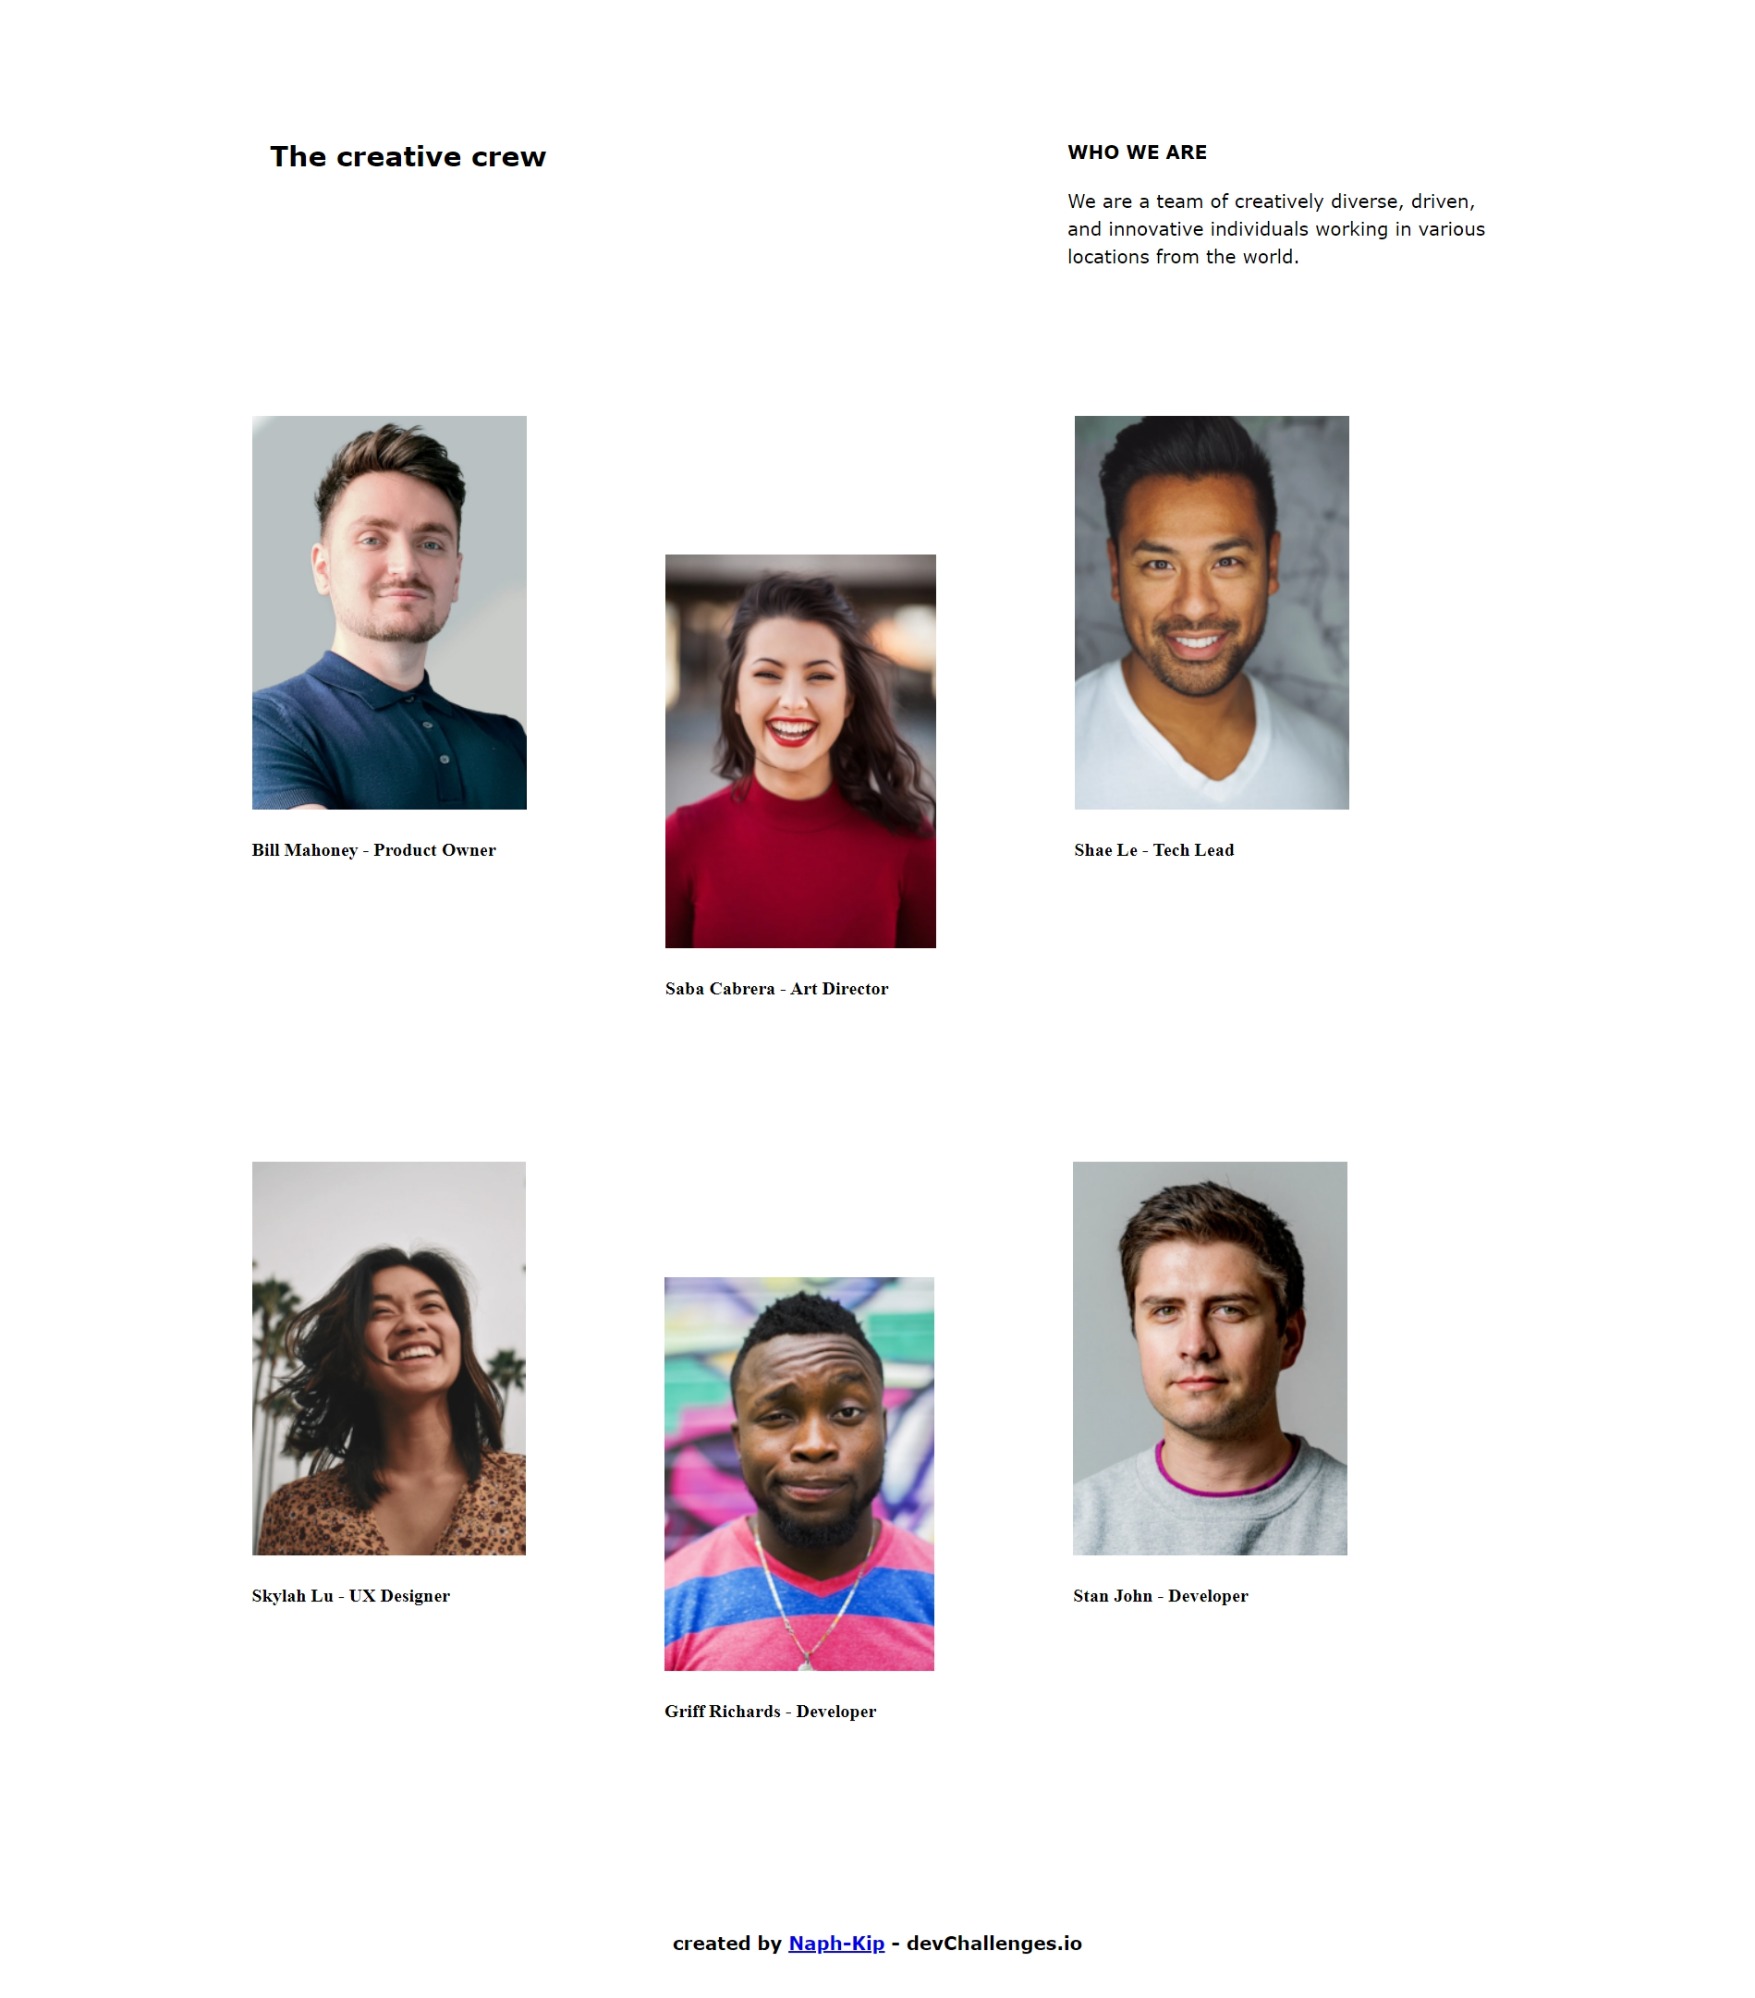 The creative crew
WHO WE ARE
We are a team of creatively diverse, driven,
and innovative individuals working in various
locations from the world.
Bill Mahoney - Product Owner
Saba Cabrera - Art Director
Shae Le - Tech Lead
Skylah Lu - UX Designer
Griff Richards - Developer
Stan John - Developer
created by Naph-Kip - devChallenges.io